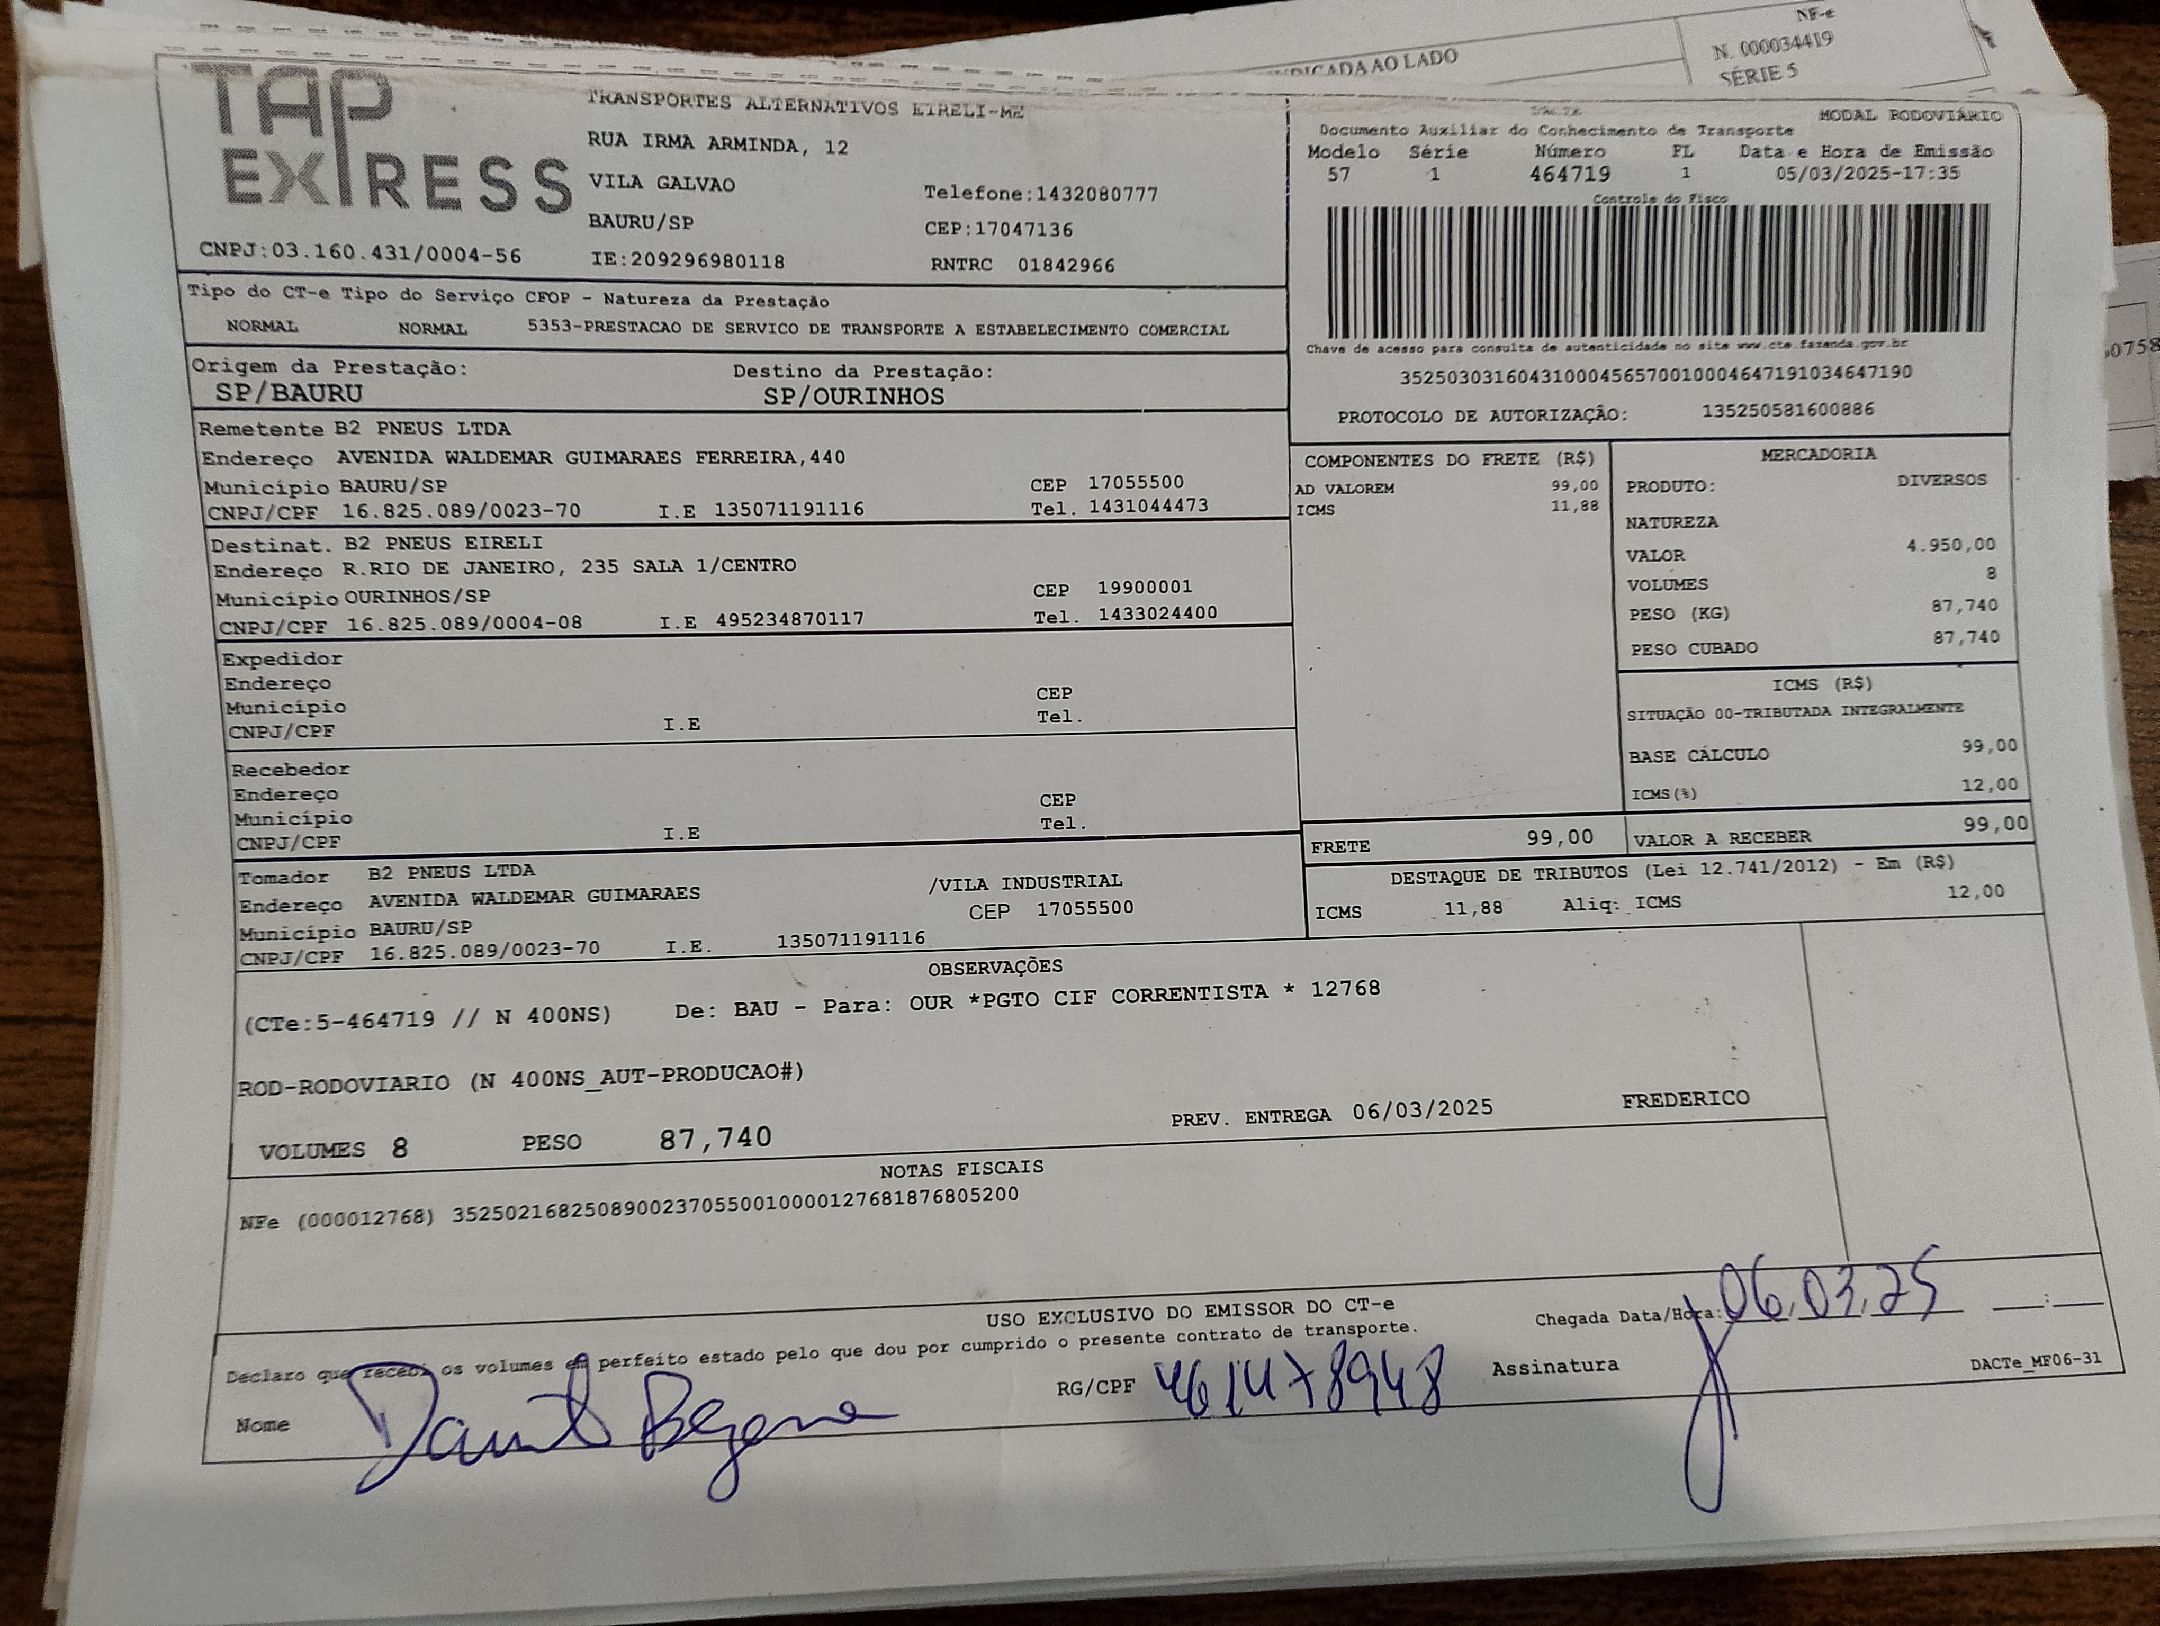 NF-e
INDICADA AO LADO
N. 000034419
SÉRIE 5
TAP
EXPRESS
TRANSPORTES ALTERNATIVOS EIRELI-ME
RUA IRMA ARMINDA, 12
VILA GALVAO
Telefone:1432080777
BAURU/SP
CEP:17047136
CNPJ:03.160.431/0004-56
IE:209296980118
RNTRC 01842966
DACTE
MODAL RODOVIÁRIO
Documento Auxiliar do Conhecimento de Transporte
Modelo Série Número FL Data e Hora de Emissão
57 1 464719 1 05/03/2025-17:35
Controle do Fisco
Chave de acesso para consulta de autenticidade no site www.cte.fazenda.gov.br
35250303160431000456570010004647191034647190
PROTOCOLO DE AUTORIZAÇÃO: 135250581600886
Tipo do CT-e Tipo do Serviço CFOP - Natureza da Prestação
NORMAL NORMAL 5353-PRESTACAO DE SERVICO DE TRANSPORTE A ESTABELECIMENTO COMERCIAL
Origem da Prestação: Destino da Prestação:
SP/BAURU SP/OURINHOS
Remetente B2 PNEUS LTDA
Endereço AVENIDA WALDEMAR GUIMARAES FERREIRA,440
Município BAURU/SP CEP 17055500
CNPJ/CPF 16.825.089/0023-70 I.E 135071191116 Tel. 1431044473
Destinat. B2 PNEUS EIRELI
Endereço R.RIO DE JANEIRO, 235 SALA 1/CENTRO
Município OURINHOS/SP CEP 19900001
CNPJ/CPF 16.825.089/0004-08 I.E 495234870117 Tel. 1433024400
Expedidor
Endereço
Município CEP
CNPJ/CPF I.E Tel.
Recebedor
Endereço
Município CEP
CNPJ/CPF I.E Tel.
Tomador B2 PNEUS LTDA
Endereço AVENIDA WALDEMAR GUIMARAES /VILA INDUSTRIAL
Município BAURU/SP CEP 17055500
CNPJ/CPF 16.825.089/0023-70 I.E. 135071191116
COMPONENTES DO FRETE (R$)
AD VALOREM 99,00
ICMS 11,88
MERCADORIA
PRODUTO: DIVERSOS
NATUREZA
VALOR 4.950,00
VOLUMES 8
PESO (KG) 87,740
PESO CUBADO 87,740
ICMS (R$)
SITUAÇÃO 00-TRIBUTADA INTEGRALMENTE
BASE CÁLCULO 99,00
ICMS(%) 12,00
FRETE 99,00 VALOR A RECEBER 99,00
DESTAQUE DE TRIBUTOS (Lei 12.741/2012) - Em (R$)
ICMS 11,88 Aliq: ICMS 12,00
OBSERVAÇÕES
(CTe:5-464719 // N 400NS) De: BAU - Para: OUR *PGTO CIF CORRENTISTA * 12768
ROD-RODOVIARIO (N 400NS_AUT-PRODUCAO#)
PREV. ENTREGA 06/03/2025 FREDERICO
VOLUMES 8 PESO 87,740
NOTAS FISCAIS
NFe (000012768) 35250216825089002370550010000127681876805200
USO EXCLUSIVO DO EMISSOR DO CT-e
Chegada Data/Hora: 06.03.25 __:__
Declaro que recebi os volumes em perfeito estado pelo que dou por cumprido o presente contrato de transporte.
Nome RG/CPF 461478948 Assinatura
DACTe_MF06-31